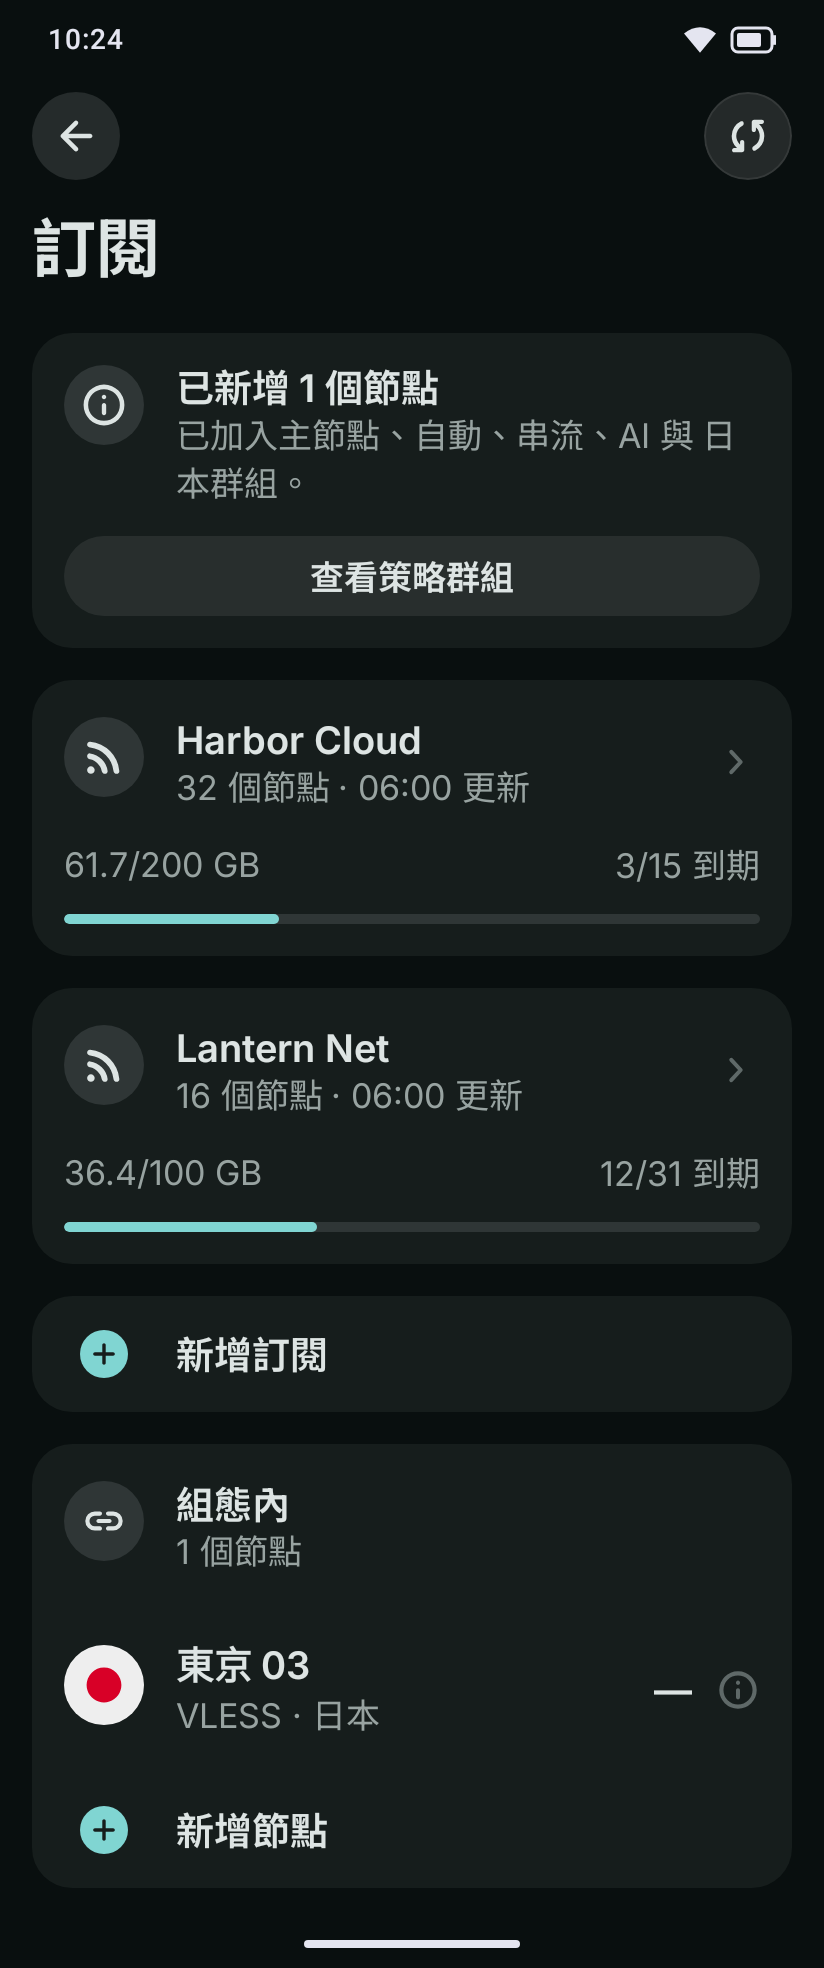 10:24
訂閱
已新增 1 個節點
已加入主節點、自動、串流、AI 與 日
本群組。
查看策略群組
Harbor Cloud
32 個節點 · 06:00 更新
61.7/200 GB
3/15 到期
Lantern Net
16 個節點 · 06:00 更新
36.4/100 GB
12/31 到期
新增訂閱
組態內
1 個節點
東京 03
VLESS · 日本
—
新增節點